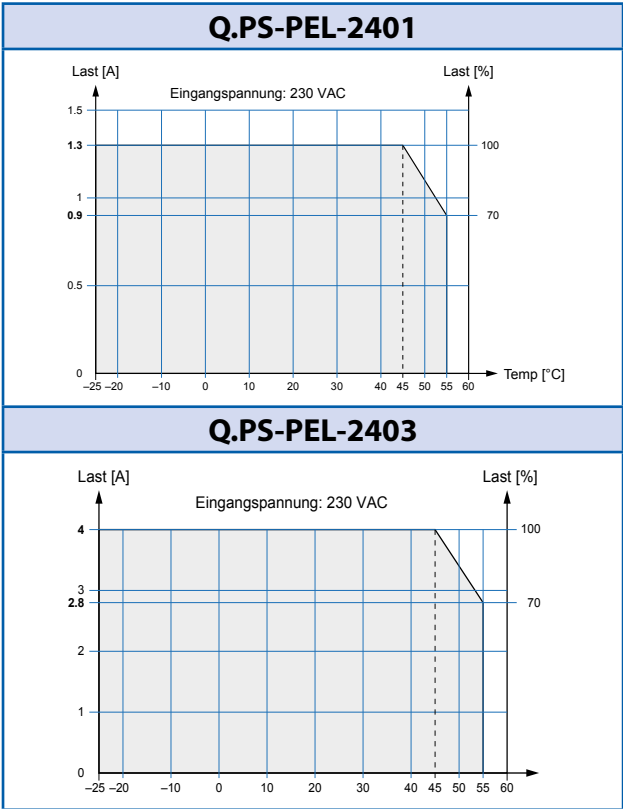 Q.PS-PEL-2401
Last [A] Last [%]
Eingangspannung: 230 VAC
1.5
1.3 100
1
0.9 70
0.5
0 Temp [°C]
–25 –20 –10 0 10 20 30 40 45 50 55 60
Q.PS-PEL-2403
Last [A] Last [%]
Eingangspannung: 230 VAC
4 100
3
2.8 70
2
1
0
–25 –20 –10 0 10 20 30 40 45 50 55 60